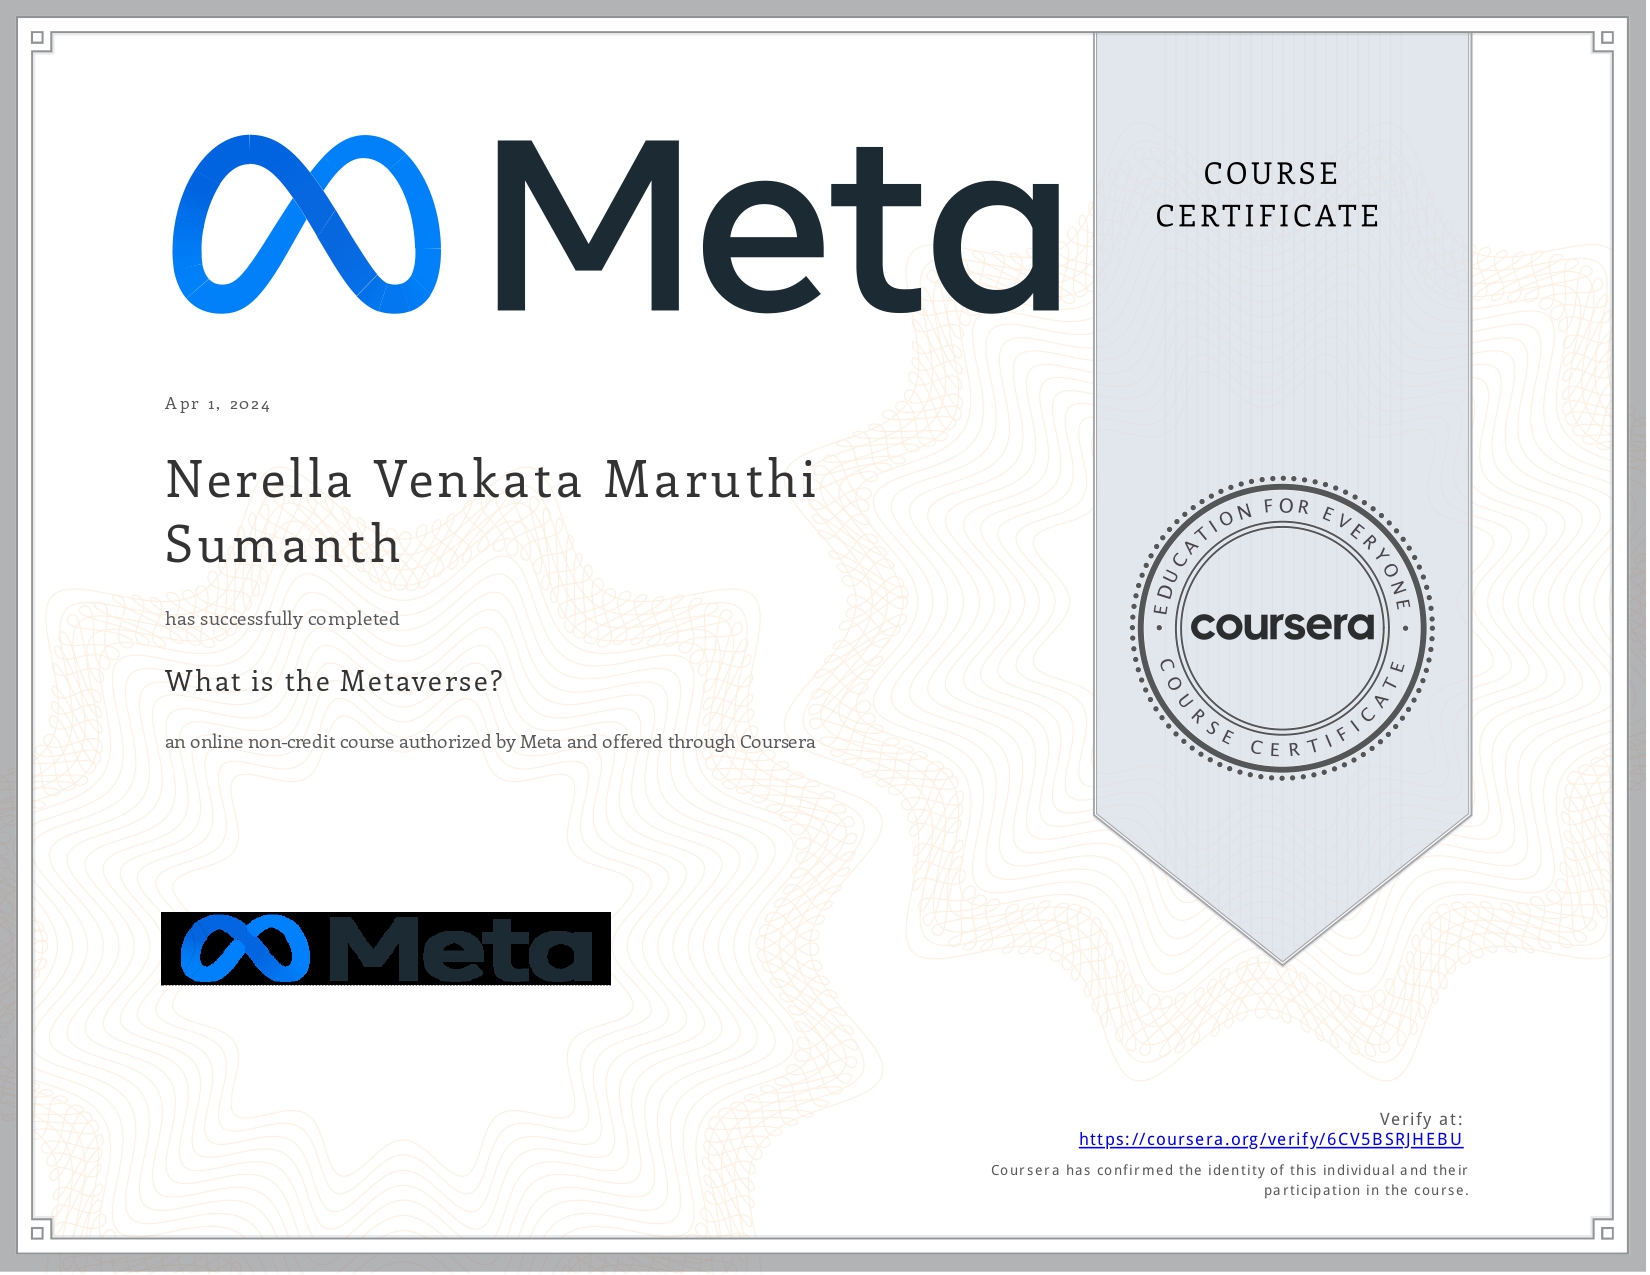 Meta
COURSE
CERTIFICATE
Apr 1, 2024
Nerella Venkata Maruthi
Sumanth
has successfully completed
What is the Metaverse?
an online non-credit course authorized by Meta and offered through Coursera
EDUCATION FOR EVERYONE
coursera
COURSE CERTIFICATE
Meta
Verify at:
https://coursera.org/verify/6CV5BSRJHEBU
Coursera has confirmed the identity of this individual and their
participation in the course.